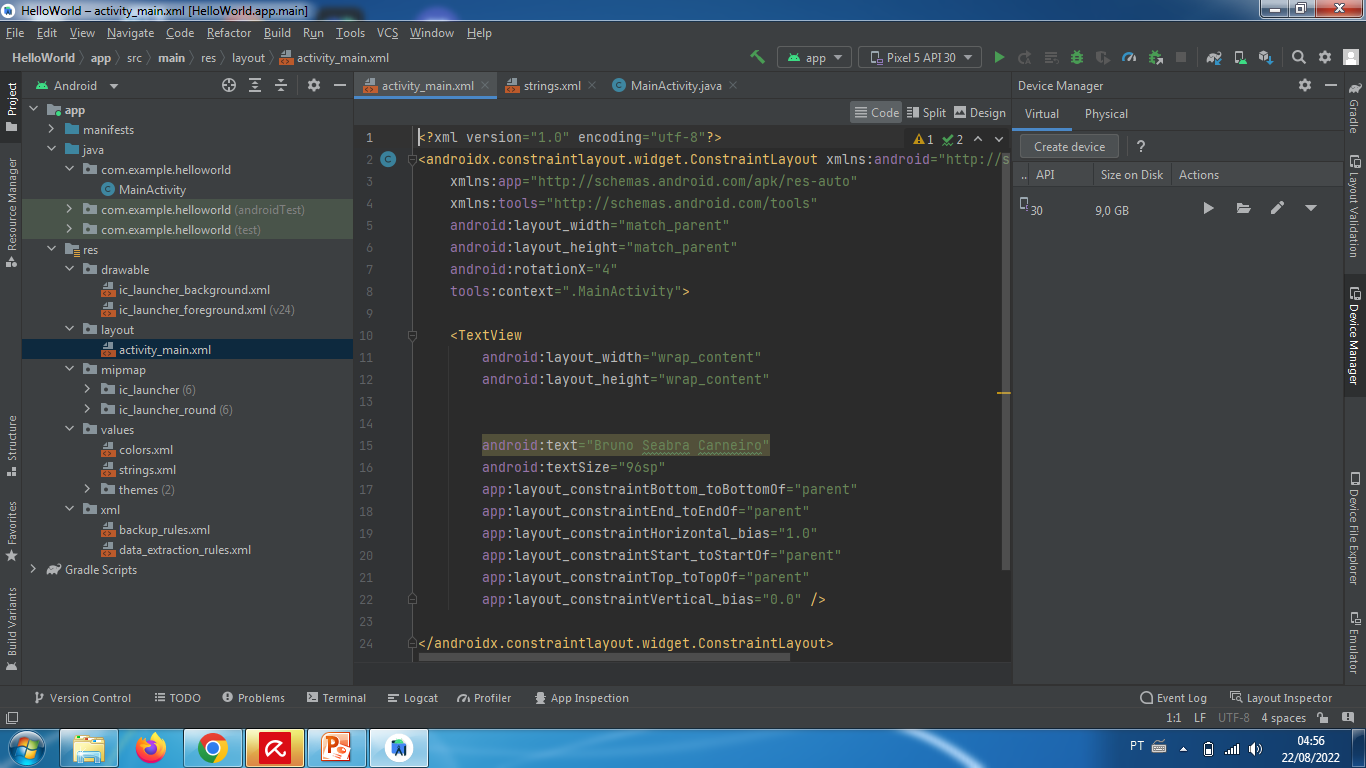 HelloWorld – activity_main.xml [HelloWorld.app.main]
File Edit View Navigate Code Refactor Build Run Tools VCS Window Help
HelloWorld app src main res layout activity_main.xml
app Pixel 5 API 30
Android
activity_main.xml strings.xml MainActivity.java
Device Manager
Code Split Design
Virtual Physical
Create device ?
.. API Size on Disk Actions
30 9,0 GB
Project
Resource Manager
Structure
Favorites
Build Variants
app
manifests
java
com.example.helloworld
MainActivity
com.example.helloworld (androidTest)
com.example.helloworld (test)
res
drawable
ic_launcher_background.xml
ic_launcher_foreground.xml (v24)
layout
activity_main.xml
mipmap
ic_launcher (6)
ic_launcher_round (6)
values
colors.xml
strings.xml
themes (2)
xml
backup_rules.xml
data_extraction_rules.xml
Gradle Scripts
1 <?xml version="1.0" encoding="utf-8"?>
1 2
2 <androidx.constraintlayout.widget.ConstraintLayout xmlns:android="http://s
3 xmlns:app="http://schemas.android.com/apk/res-auto"
4 xmlns:tools="http://schemas.android.com/tools"
5 android:layout_width="match_parent"
6 android:layout_height="match_parent"
7 android:rotationX="4"
8 tools:context=".MainActivity">
9
10 <TextView
11 android:layout_width="wrap_content"
12 android:layout_height="wrap_content"
13
14
15 android:text="Bruno Seabra Carneiro"
16 android:textSize="96sp"
17 app:layout_constraintBottom_toBottomOf="parent"
18 app:layout_constraintEnd_toEndOf="parent"
19 app:layout_constraintHorizontal_bias="1.0"
20 app:layout_constraintStart_toStartOf="parent"
21 app:layout_constraintTop_toTopOf="parent"
22 app:layout_constraintVertical_bias="0.0" />
23
24 </androidx.constraintlayout.widget.ConstraintLayout>
Gradle
Layout Validation
Device Manager
Device File Explorer
Emulator
Version Control TODO Problems Terminal Logcat Profiler App Inspection Event Log Layout Inspector
1:1 LF UTF-8 4 spaces
PT 04:56
22/08/2022